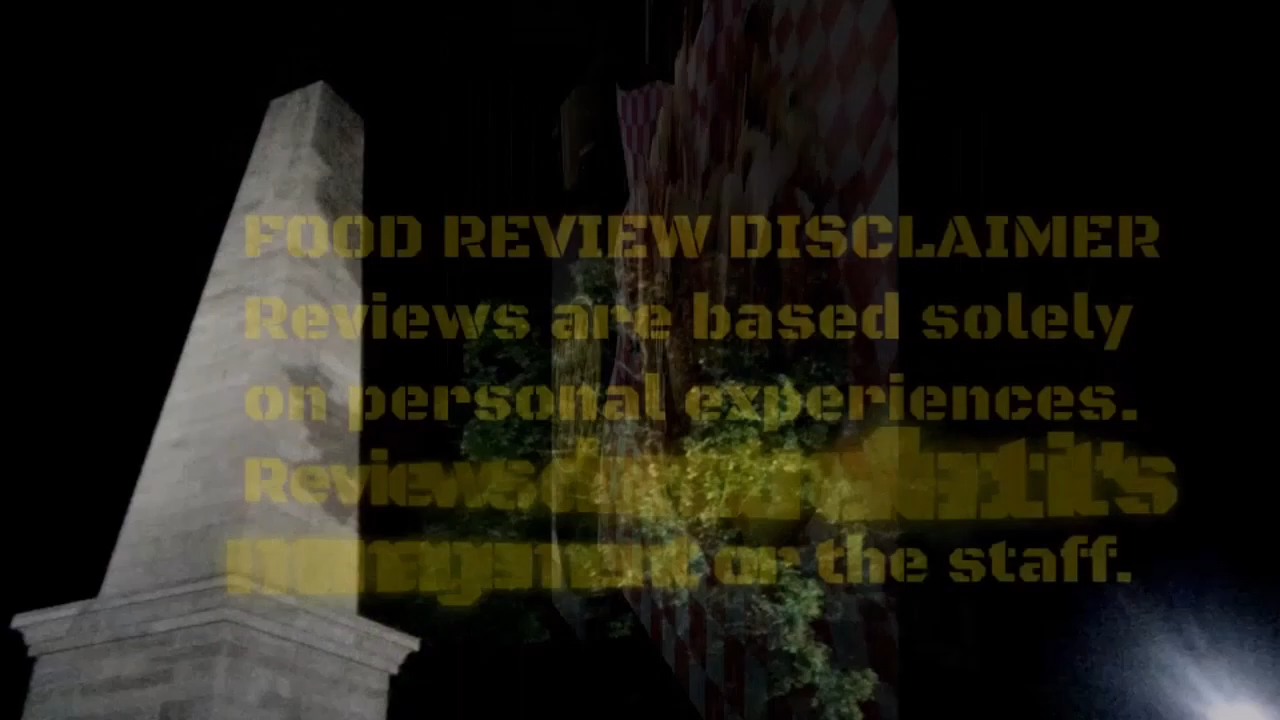 FOOD REVIEW DISCLAIMER
Reviews are based solely
on personal experiences.
Reviews
or the staff.